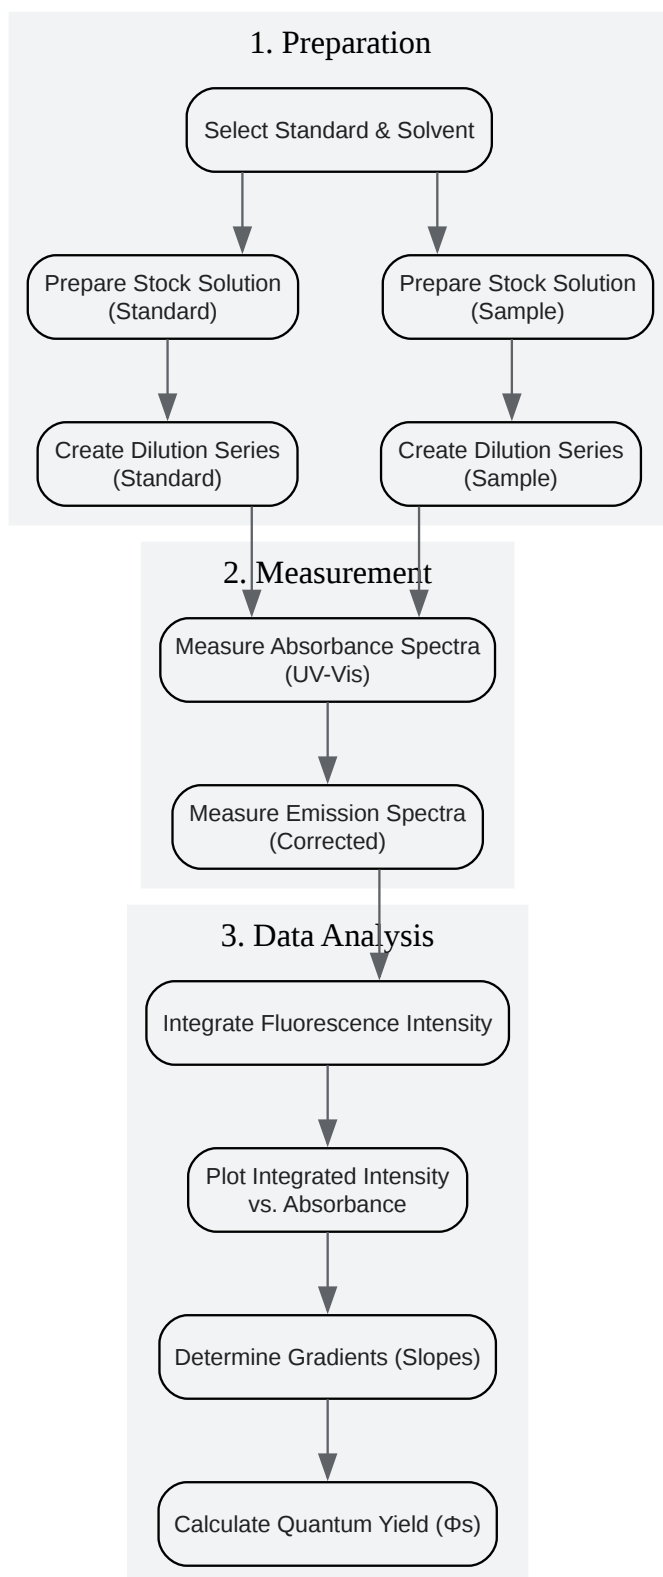 1. Preparation
Select Standard & Solvent
Prepare Stock Solution
(Standard)
Prepare Stock Solution
(Sample)
Create Dilution Series
(Standard)
Create Dilution Series
(Sample)
2. Measurement
Measure Absorbance Spectra
(UV-Vis)
Measure Emission Spectra
(Corrected)
3. Data Analysis
Integrate Fluorescence Intensity
Plot Integrated Intensity
vs. Absorbance
Determine Gradients (Slopes)
Calculate Quantum Yield (Φs)